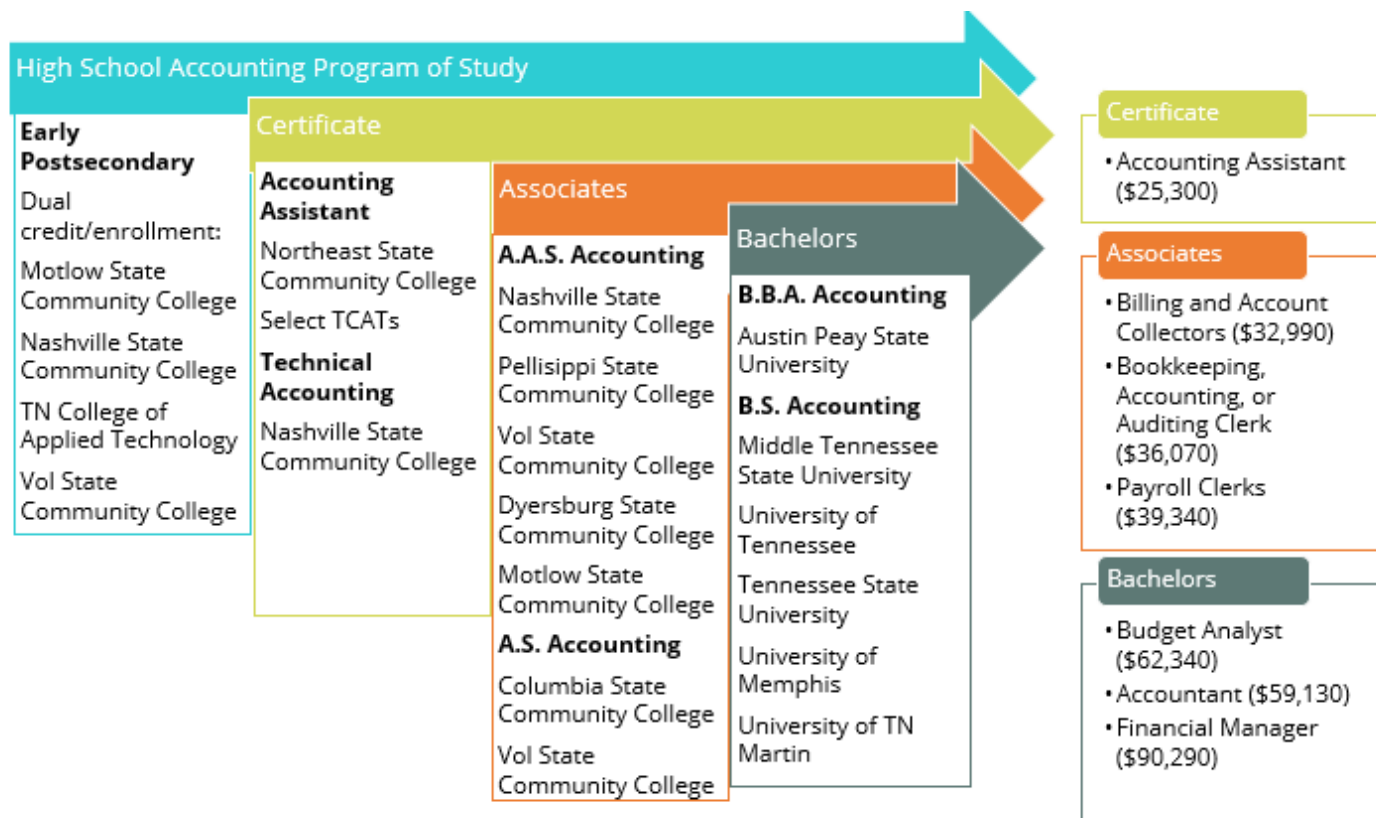 High School Accounting Program of Study
Early
Postsecondary
Dual
credit/enrollment:
Motlow State
Community College
Nashville State
Community College
TN College of
Applied Technology
Vol State
Community College
Certificate
Accounting
Assistant
Northeast State
Community College
Select TCATs
Technical
Accounting
Nashville State
Community College
Associates
A.A.S. Accounting
Nashville State
Community College
Pellisippi State
Community College
Vol State
Community College
Dyersburg State
Community College
Motlow State
Community College
A.S. Accounting
Columbia State
Community College
Vol State
Community College
Bachelors
B.B.A. Accounting
Austin Peay State
University
B.S. Accounting
Middle Tennessee
State University
University of
Tennessee
Tennessee State
University
University of
Memphis
University of TN
Martin
Certificate
• Accounting Assistant
($25,300)
Associates
• Billing and Account
Collectors ($32,990)
• Bookkeeping,
Accounting, or
Auditing Clerk
($36,070)
• Payroll Clerks
($39,340)
Bachelors
• Budget Analyst
($62,340)
• Accountant ($59,130)
• Financial Manager
($90,290)